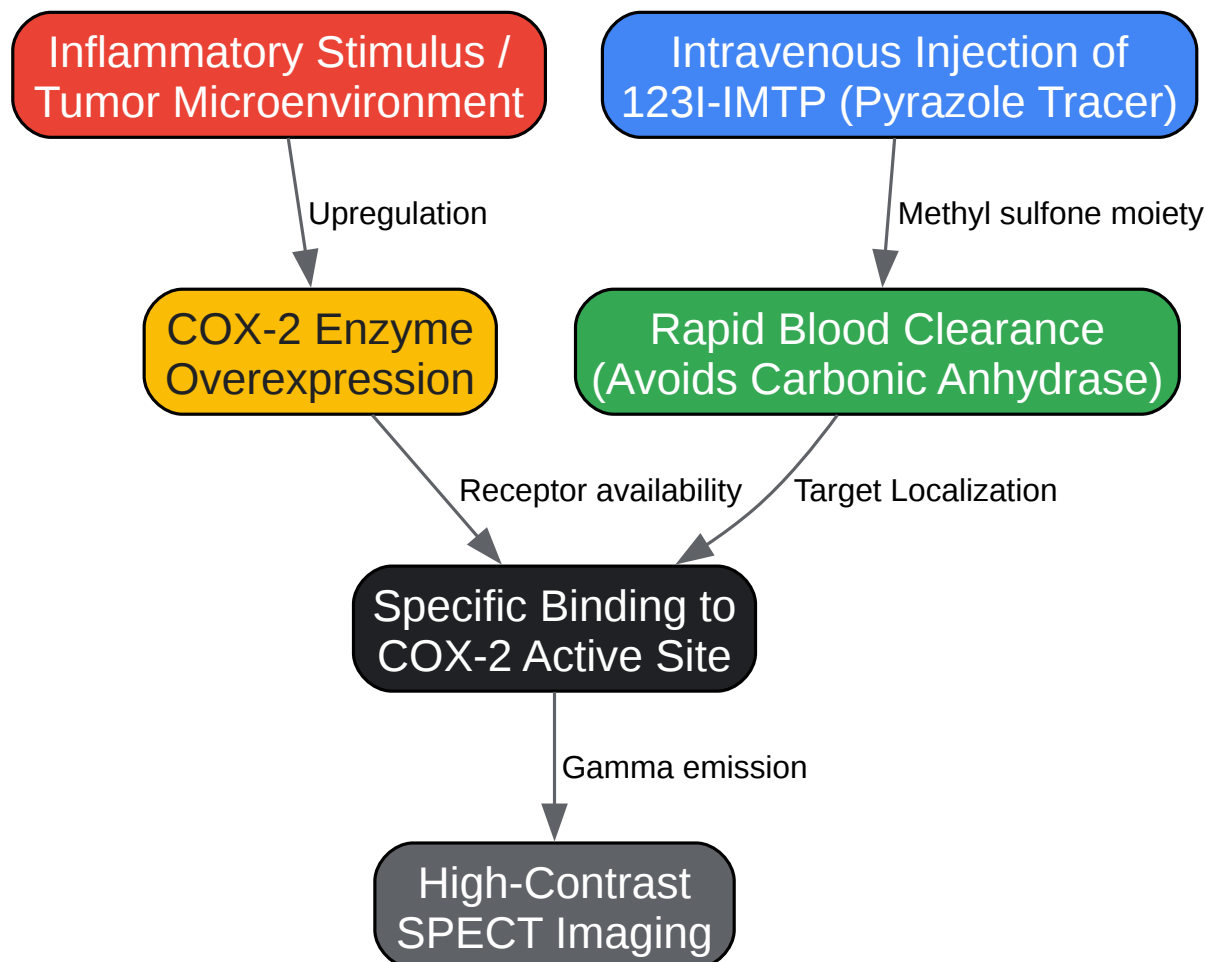 Inflammatory Stimulus /
Tumor Microenvironment
Intravenous Injection of
123I-IMTP (Pyrazole Tracer)
Upregulation
Methyl sulfone moiety
COX-2 Enzyme
Overexpression
Rapid Blood Clearance
(Avoids Carbonic Anhydrase)
Receptor availability
Target Localization
Specific Binding to
COX-2 Active Site
Gamma emission
High-Contrast
SPECT Imaging